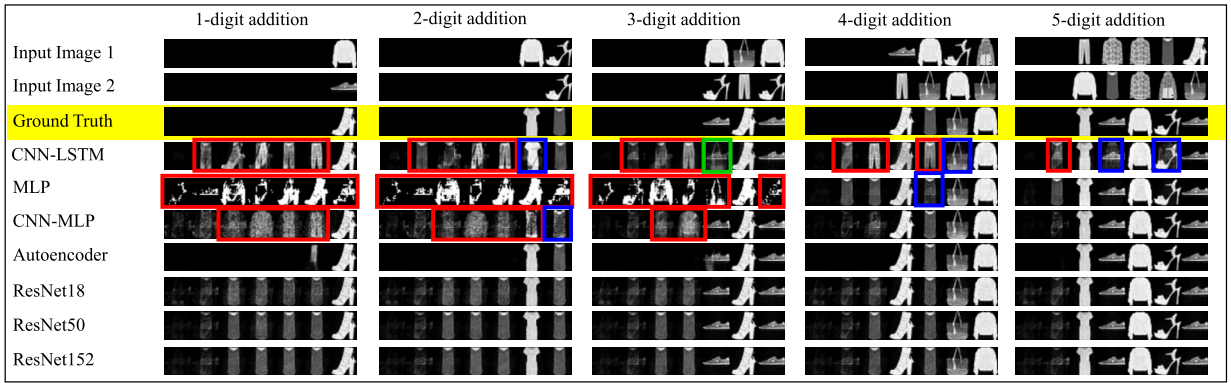 1-digit addition 2-digit addition 3-digit addition 4-digit addition 5-digit addition
Input Image 1
Input Image 2
Ground Truth
CNN-LSTM
MLP
CNN-MLP
Autoencoder
ResNet18
ResNet50
ResNet152